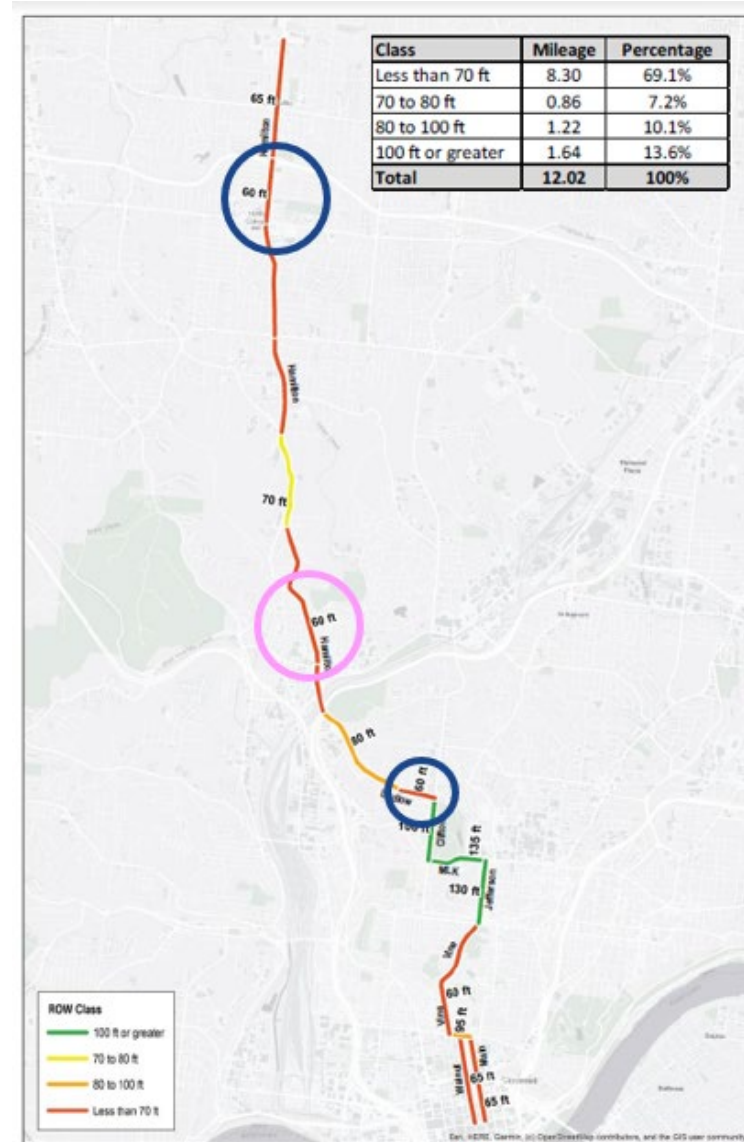 Class Mileage Percentage
Less than 70 ft 8.30 69.1%
70 to 80 ft 0.86 7.2%
80 to 100 ft 1.22 10.1%
100 ft or greater 1.64 13.6%
Total 12.02 100%
65 ft
Hamilton
60 ft
Hamilton
70 ft
60 ft
Hamilton
80 ft
60 ft
100 ft
Clifton
135 ft
MLK
130 ft
Jefferson
Vine
60 ft
Vine
95 ft
Main
Walnut
65 ft
65 ft
ROW Class
100 ft or greater
70 to 80 ft
80 to 100 ft
Less than 70 ft
Esri, HERE, Garmin, (c) OpenStreetMap contributors, and the GIS user community